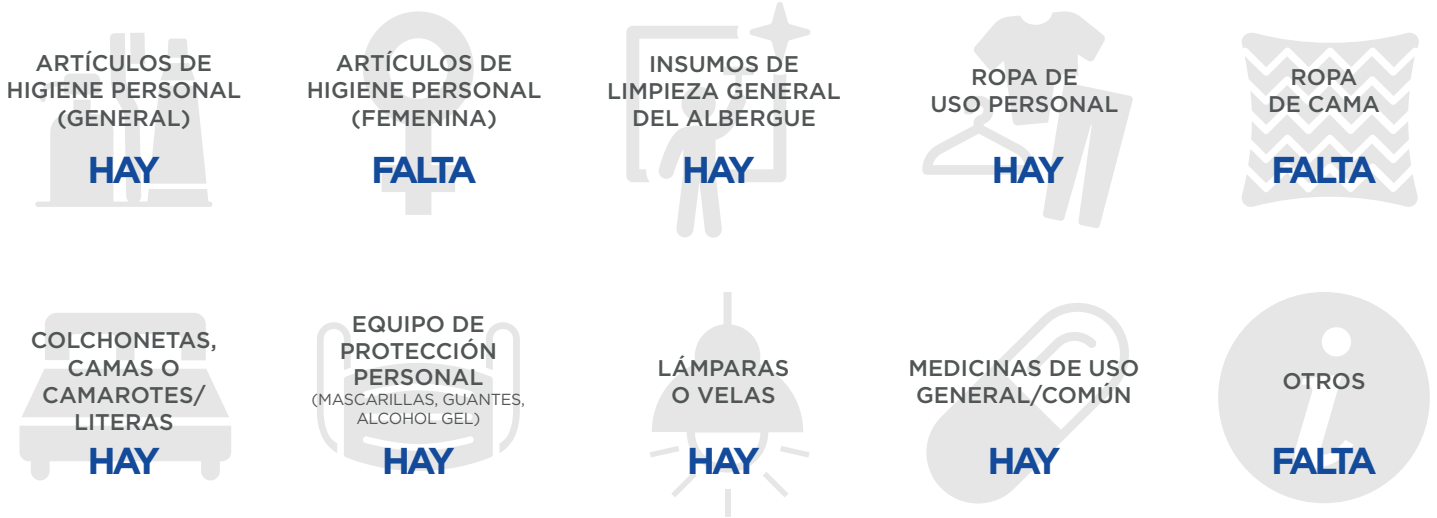 ARTÍCULOS DE
HIGIENE PERSONAL
(GENERAL)
HAY
ARTÍCULOS DE
HIGIENE PERSONAL
(FEMENINA)
FALTA
INSUMOS DE
LIMPIEZA GENERAL
DEL ALBERGUE
HAY
ROPA DE
USO PERSONAL
HAY
ROPA
DE CAMA
FALTA
COLCHONETAS,
CAMAS O
CAMAROTES/
LITERAS
HAY
EQUIPO DE
PROTECCIÓN
PERSONAL
(MASCARILLAS, GUANTES,
ALCOHOL GEL)
HAY
LÁMPARAS
O VELAS
HAY
MEDICINAS DE USO
GENERAL/COMÚN
HAY
OTROS
FALTA